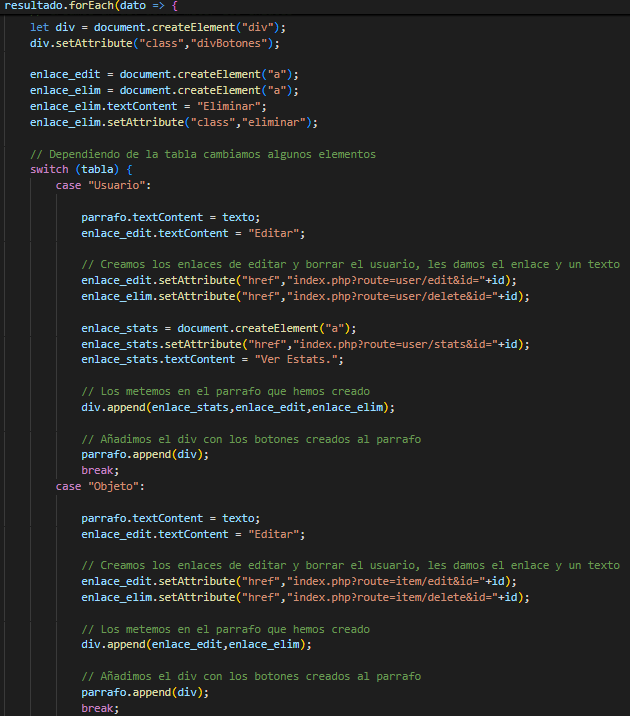 resultado.forEach(dato => {
let div = document.createElement("div");
div.setAttribute("class","divBotones");
enlace_edit = document.createElement("a");
enlace_elim = document.createElement("a");
enlace_elim.textContent = "Eliminar";
enlace_elim.setAttribute("class","eliminar");
// Dependiendo de la tabla cambiamos algunos elementos
switch (tabla) {
case "Usuario":
parrafo.textContent = texto;
enlace_edit.textContent = "Editar";
// Creamos los enlaces de editar y borrar el usuario, les damos el enlace y un texto
enlace_edit.setAttribute("href","index.php?route=user/edit&id="+id);
enlace_elim.setAttribute("href","index.php?route=user/delete&id="+id);
enlace_stats = document.createElement("a");
enlace_stats.setAttribute("href","index.php?route=user/stats&id="+id);
enlace_stats.textContent = "Ver Estats.";
// Los metemos en el parrafo que hemos creado
div.append(enlace_stats,enlace_edit,enlace_elim);
// Añadimos el div con los botones creados al parrafo
parrafo.append(div);
break;
case "Objeto":
parrafo.textContent = texto;
enlace_edit.textContent = "Editar";
// Creamos los enlaces de editar y borrar el usuario, les damos el enlace y un texto
enlace_edit.setAttribute("href","index.php?route=item/edit&id="+id);
enlace_elim.setAttribute("href","index.php?route=item/delete&id="+id);
// Los metemos en el parrafo que hemos creado
div.append(enlace_edit,enlace_elim);
// Añadimos el div con los botones creados al parrafo
parrafo.append(div);
break;